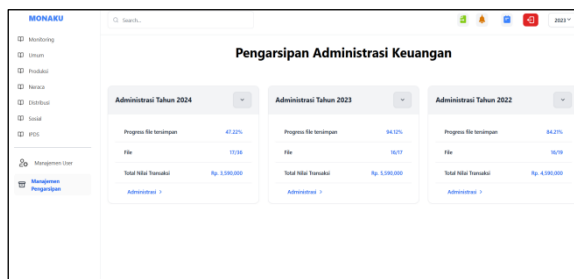 MONAKU
Search...
2023
Monitoring
Umum
Produksi
Neraca
Distribusi
Sosial
IPDS
Manajemen User
Manajemen
Pengarsipan
Pengarsipan Administrasi Keuangan
Administrasi Tahun 2024
Progress file tersimpan 47.22%
File 17/36
Total Nilai Transaksi Rp. 3,590,000
Administrasi >
Administrasi Tahun 2023
Progress file tersimpan 94.12%
File 16/17
Total Nilai Transaksi Rp. 5,590,000
Administrasi >
Administrasi Tahun 2022
Progress file tersimpan 84.21%
File 16/19
Total Nilai Transaksi Rp. 4,590,000
Administrasi >